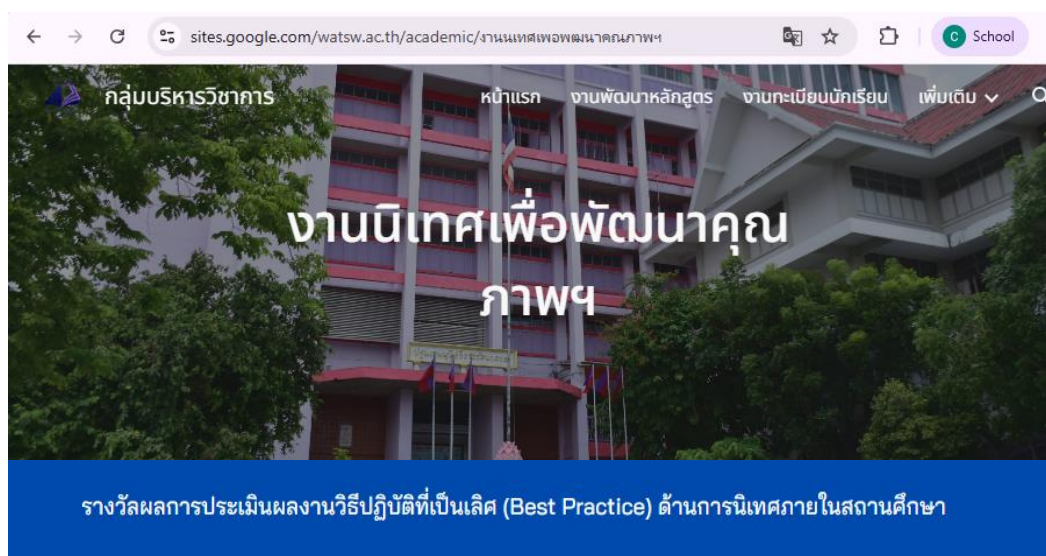 sites.google.com/watsw.ac.th/academic/งานนเทศเพอพฒนาคณภาพฯ
School
กลุ่มบริหารวิชาการ
หน้าแรก งานพัฒนาหลักสูตร งานทะเบียนนักเรียน เพิ่มเติม
งานนิเทศเพื่อพัฒนาคุณ
ภาพฯ
รางวัลผลการประเมินผลงานวิธีปฏิบัติที่เป็นเลิศ (Best Practice) ด้านการนิเทศภายในสถานศึกษา